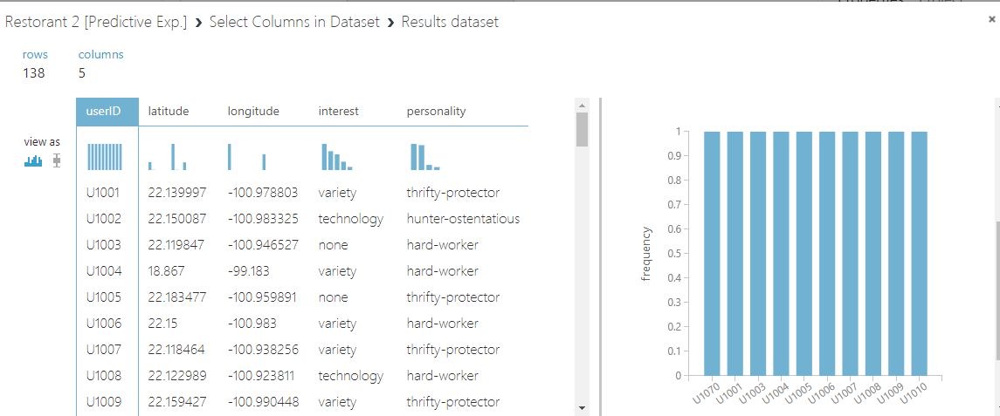 Restorant 2 [Predictive Exp.] › Select Columns in Dataset › Results dataset
rows columns
138 5
userID latitude longitude interest personality
view as
U1001 22.139997 -100.978803 variety thrifty-protector
U1002 22.150087 -100.983325 technology hunter-ostentatious
U1003 22.119847 -100.946527 none hard-worker
U1004 18.867 -99.183 variety hard-worker
U1005 22.183477 -100.959891 none thrifty-protector
U1006 22.15 -100.983 variety hard-worker
U1007 22.118464 -100.938256 variety thrifty-protector
U1008 22.122989 -100.923811 technology hard-worker
U1009 22.159427 -100.990448 variety thrifty-protector
frequency
1
0.9
0.8
0.7
0.6
0.5
0.4
0.3
0.2
0.1
0
U1070 U1001 U1003 U1004 U1005 U1006 U1007 U1008 U1009 U1010